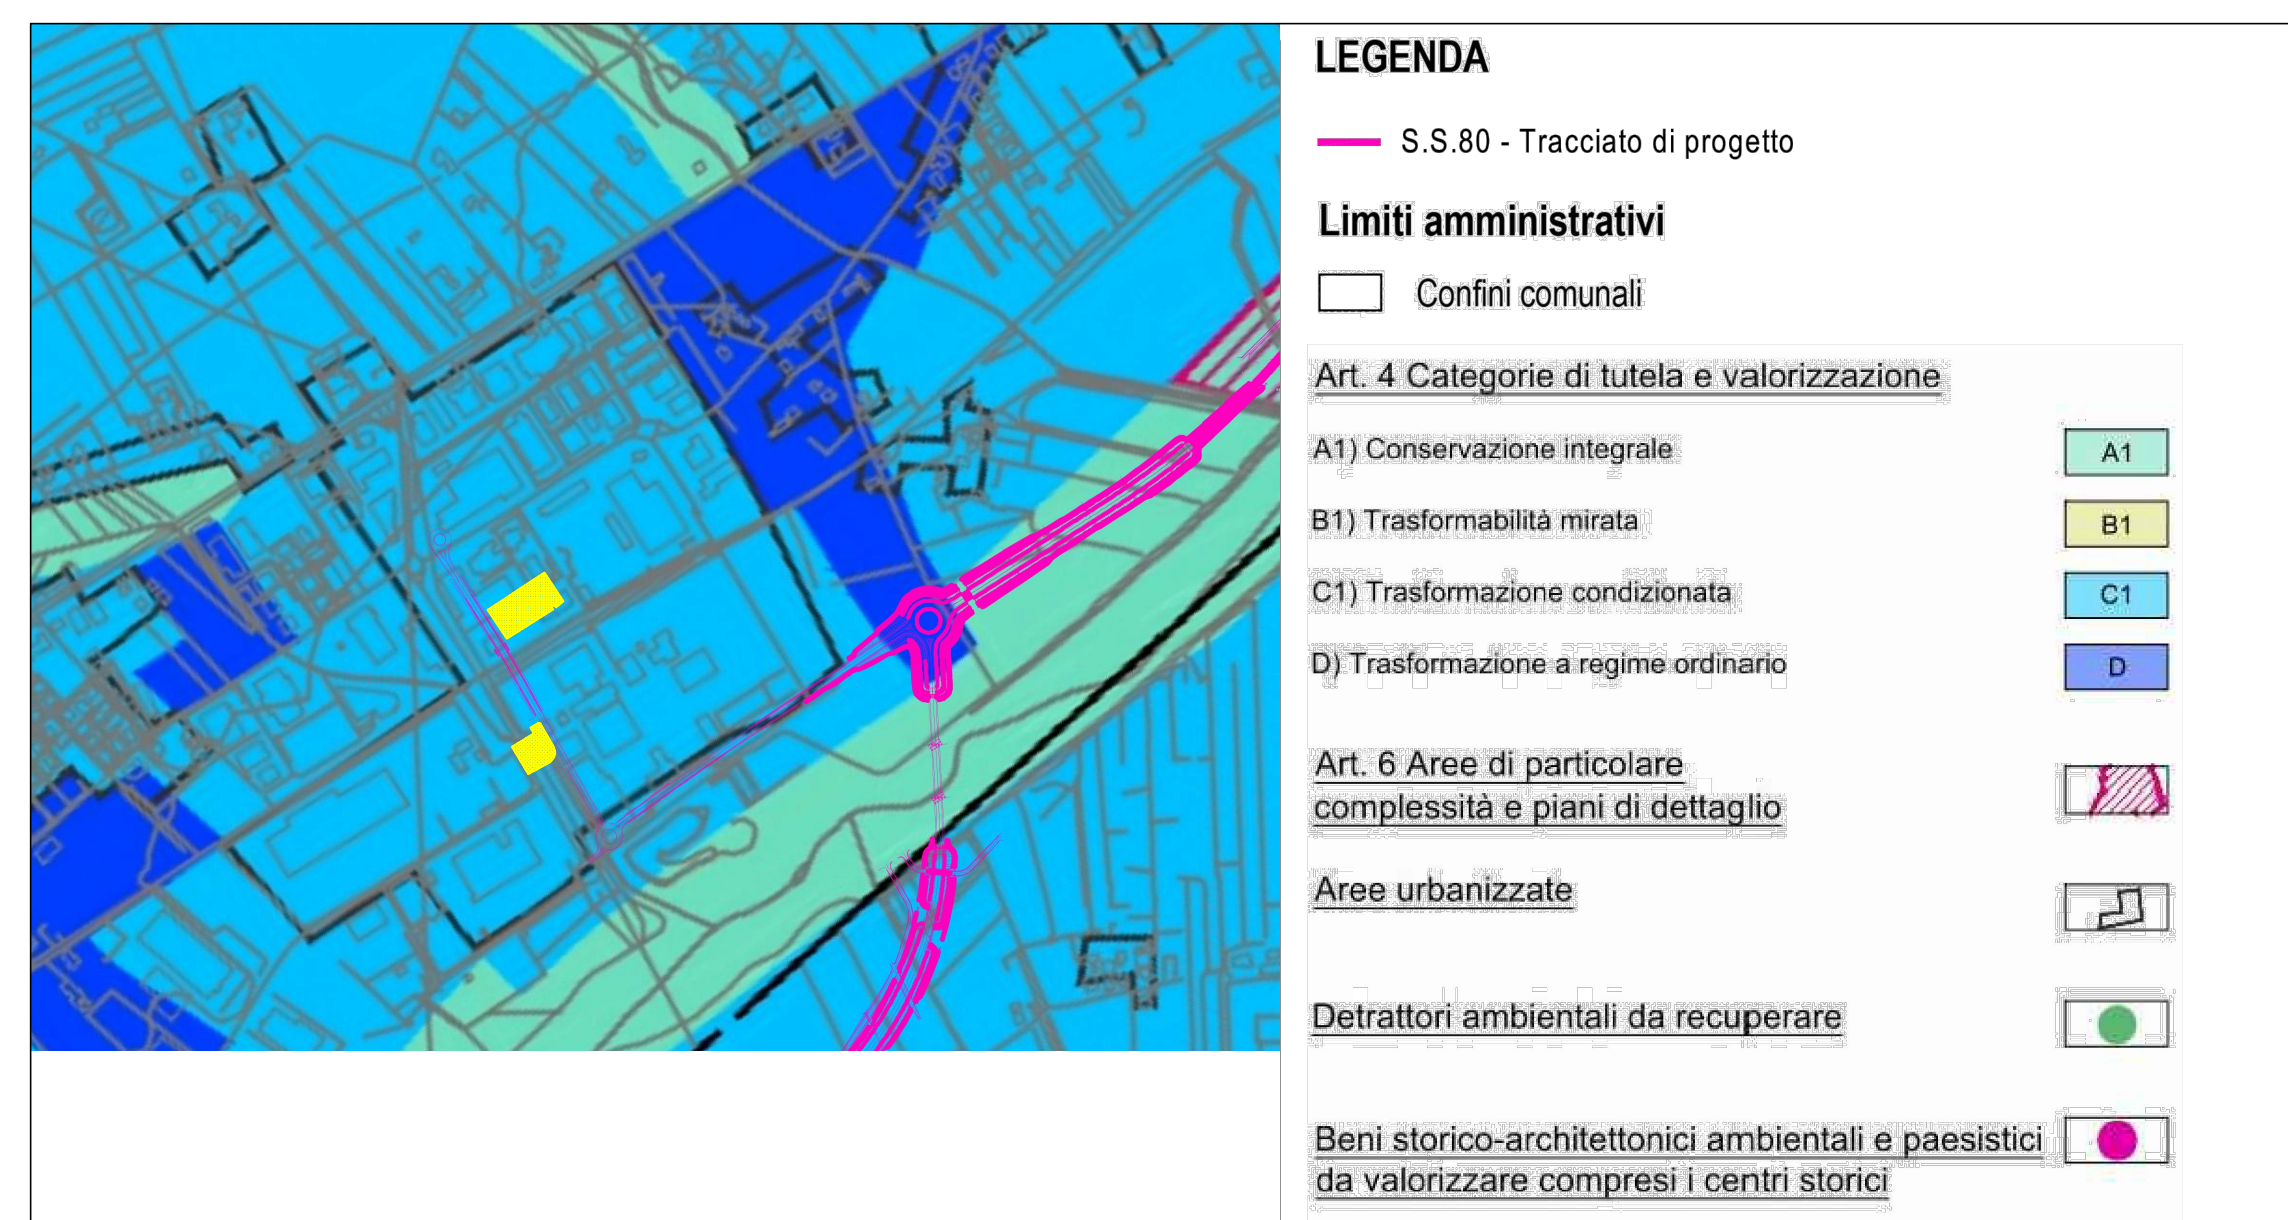 LEGENDA
S.S.80 - Tracciato di progetto
Limiti amministrativi
Confini comunali
Art. 4 Categorie di tutela e valorizzazione
A1) Conservazione integrale
A1
B1) Trasformabilità mirata
B1
C1) Trasformazione condizionata
C1
D) Trasformazione a regime ordinario
D
Art. 6 Aree di particolare
complessità e piani di dettaglio
Aree urbanizzate
Detrattori ambientali da recuperare
Beni storico-architettonici ambientali e paesistici
da valorizzare compresi i centri storici